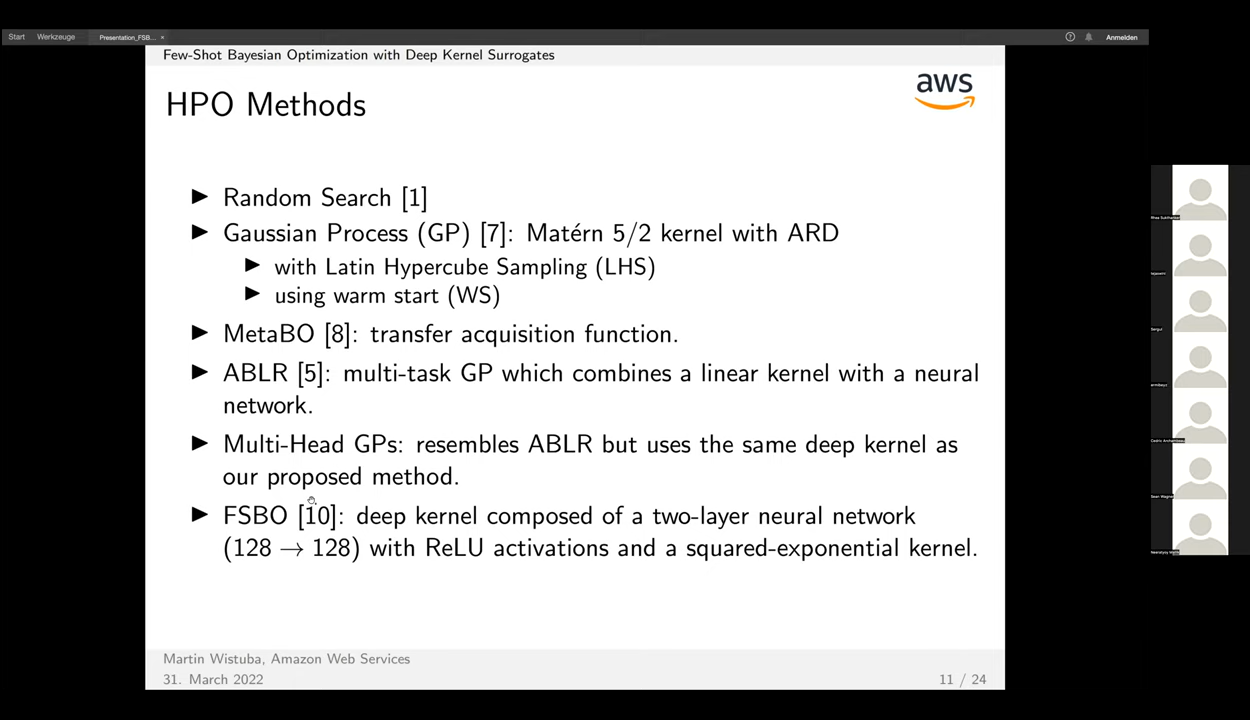 Start Werkzeuge Presentation_FSB... × Anmelden
Few-Shot Bayesian Optimization with Deep Kernel Surrogates
aws
HPO Methods
▶ Random Search [1]
▶ Gaussian Process (GP) [7]: Matérn 5/2 kernel with ARD
▶ with Latin Hypercube Sampling (LHS)
▶ using warm start (WS)
▶ MetaBO [8]: transfer acquisition function.
▶ ABLR [5]: multi-task GP which combines a linear kernel with a neural
network.
▶ Multi-Head GPs: resembles ABLR but uses the same deep kernel as
our proposed method.
▶ FSBO [10]: deep kernel composed of a two-layer neural network
(128 → 128) with ReLU activations and a squared-exponential kernel.
Martin Wistuba, Amazon Web Services
31. March 2022
11 / 24